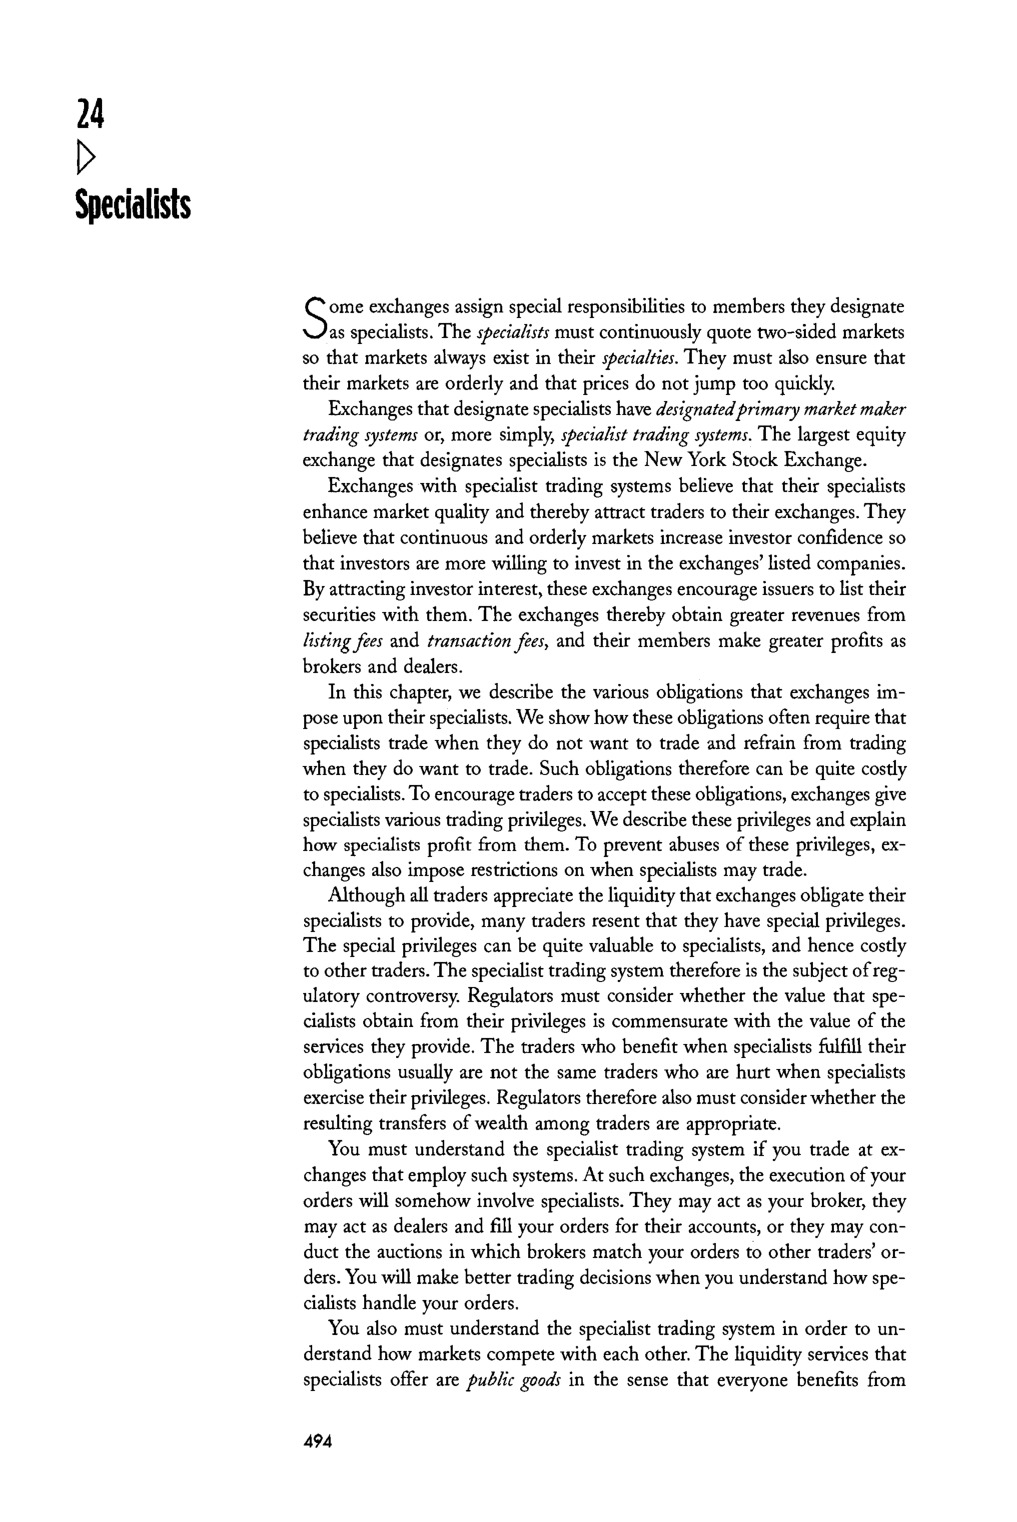 24
Specialists
Some exchanges assign special responsibilities to members they designate
as specialists. The specialists must continuously quote two-sided markets
so that markets always exist in their specialties. They must also ensure that
their markets are orderly and that prices do not jump too quickly.
Exchanges that designate specialists have designated primary market maker
trading systems or, more simply, specialist trading systems. The largest equity
exchange that designates specialists is the New York Stock Exchange.
Exchanges with specialist trading systems believe that their specialists
enhance market quality and thereby attract traders to their exchanges. They
believe that continuous and orderly markets increase investor confidence so
that investors are more willing to invest in the exchanges' listed companies.
By attracting investor interest, these exchanges encourage issuers to list their
securities with them. The exchanges thereby obtain greater revenues from
listing fees and transaction fees, and their members make greater profits as
brokers and dealers.
In this chapter, we describe the various obligations that exchanges im-
pose upon their specialists. We show how these obligations often require that
specialists trade when they do not want to trade and refrain from trading
when they do want to trade. Such obligations therefore can be quite costly
to specialists. To encourage traders to accept these obligations, exchanges give
specialists various trading privileges. We describe these privileges and explain
how specialists profit from them. To prevent abuses of these privileges, ex-
changes also impose restrictions on when specialists may trade.
Although all traders appreciate the liquidity that exchanges obligate their
specialists to provide, many traders resent that they have special privileges.
The special privileges can be quite valuable to specialists, and hence costly
to other traders. The specialist trading system therefore is the subject of reg-
ulatory controversy. Regulators must consider whether the value that spe-
cialists obtain from their privileges is commensurate with the value of the
services they provide. The traders who benefit when specialists fulfill their
obligations usually are not the same traders who are hurt when specialists
exercise their privileges. Regulators therefore also must consider whether the
resulting transfers of wealth among traders are appropriate.
You must understand the specialist trading system if you trade at ex-
changes that employ such systems. At such exchanges, the execution of your
orders will somehow involve specialists. They may act as your broker, they
may act as dealers and fill your orders for their accounts, or they may con-
duct the auctions in which brokers match your orders to other traders' or-
ders. You will make better trading decisions when you understand how spe-
cialists handle your orders.
You also must understand the specialist trading system in order to un-
derstand how markets compete with each other. The liquidity services that
specialists offer are public goods in the sense that everyone benefits from
494